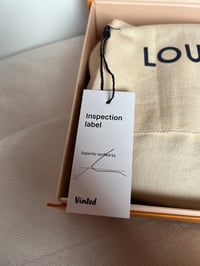 LOU
Inspection
label
Expertly verified by
Vinted